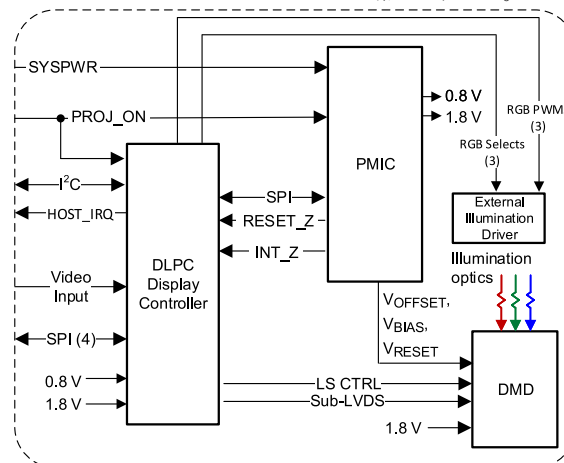 SYSPWR
PROJ_ON
I²C
HOST_IRQ
Video
Input
SPI (4)
0.8 V
1.8 V
DLPC
Display
Controller
SPI
RESET_Z
INT_Z
PMIC
0.8 V
1.8 V
RGB PWM
(3)
RGB Selects
(3)
External
Illumination
Driver
Illumination
optics
VOFFSET,
VBIAS,
VRESET
LS CTRL
Sub-LVDS
1.8 V
DMD